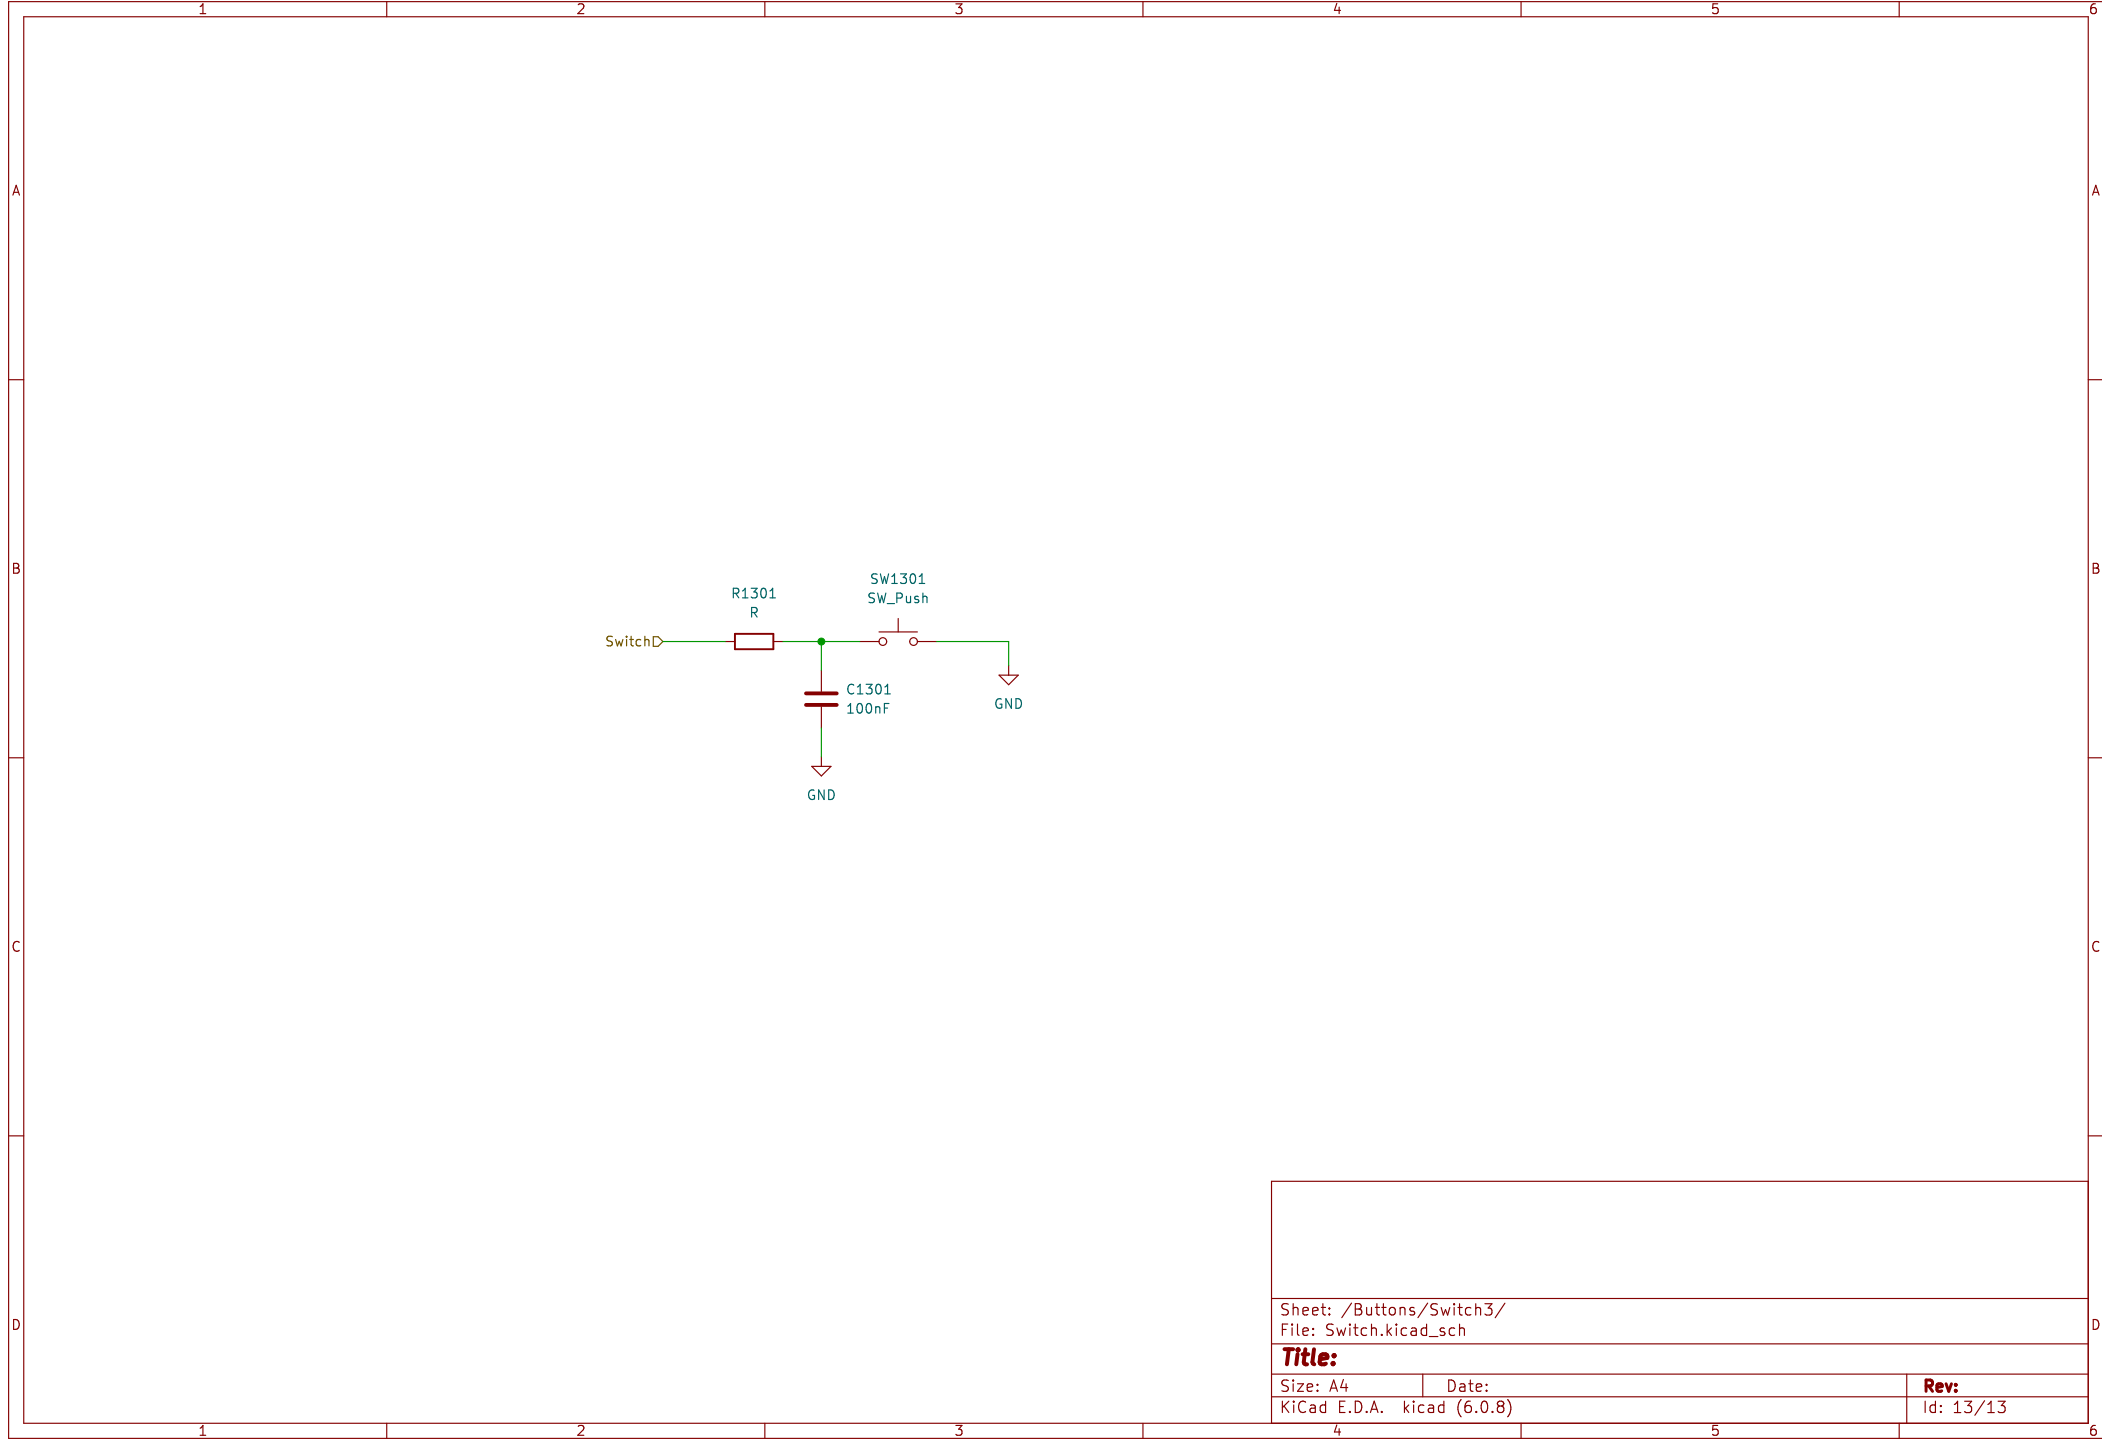 1 2 3 4 5 6
A A
B B
SW1301
SW_Push
R1301
R
Switch
C1301
100nF
GND
GND
C C
D D
Sheet: /Buttons/Switch3/
File: Switch.kicad_sch
Title:
Size: A4 Date: Rev:
KiCad E.D.A. kicad (6.0.8) Id: 13/13
1 2 3 4 5 6